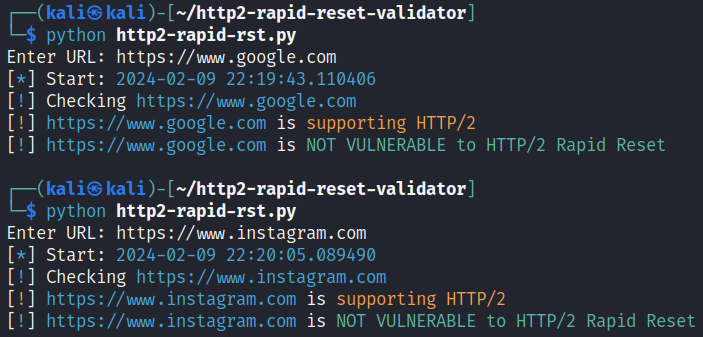 ┌──(kali㉿kali)-[~/http2-rapid-reset-validator]
└─$ python http2-rapid-rst.py
Enter URL: https://www.google.com
[*] Start: 2024-02-09 22:19:43.110406
[!] Checking https://www.google.com
[!] https://www.google.com is supporting HTTP/2
[!] https://www.google.com is NOT VULNERABLE to HTTP/2 Rapid Reset
┌──(kali㉿kali)-[~/http2-rapid-reset-validator]
└─$ python http2-rapid-rst.py
Enter URL: https://www.instagram.com
[*] Start: 2024-02-09 22:20:05.089490
[!] Checking https://www.instagram.com
[!] https://www.instagram.com is supporting HTTP/2
[!] https://www.instagram.com is NOT VULNERABLE to HTTP/2 Rapid Reset